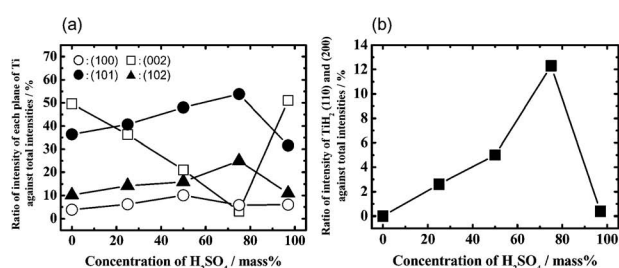 (a)
○:(100) □:(002)
●:(101) ▲:(102)
Ratio of intensity of each plane of Ti
against total intensities / %
80
70
60
50
40
30
20
10
0
0 20 40 60 80 100
Concentration of H₂SO₄ / mass%
(b)
Ratio of intensity of TiH₂ (110) and (200)
against total intensities / %
14
12
10
8
6
4
2
0
0 20 40 60 80 100
Concentration of H₂SO₄ / mass%